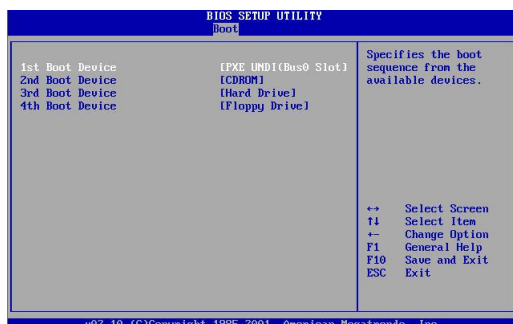 BIOS SETUP UTILITY
Boot
1st Boot Device [PXE UNDI(Bus0 Slot]
2nd Boot Device [CDROM]
3rd Boot Device [Hard Drive]
4th Boot Device [Floppy Drive]
Specifies the boot
sequence from the
available devices.
↔ Select Screen
↑↓ Select Item
+- Change Option
F1 General Help
F10 Save and Exit
ESC Exit
v02.10 (C)Copyright 1985-2001, American Megatrends, Inc.